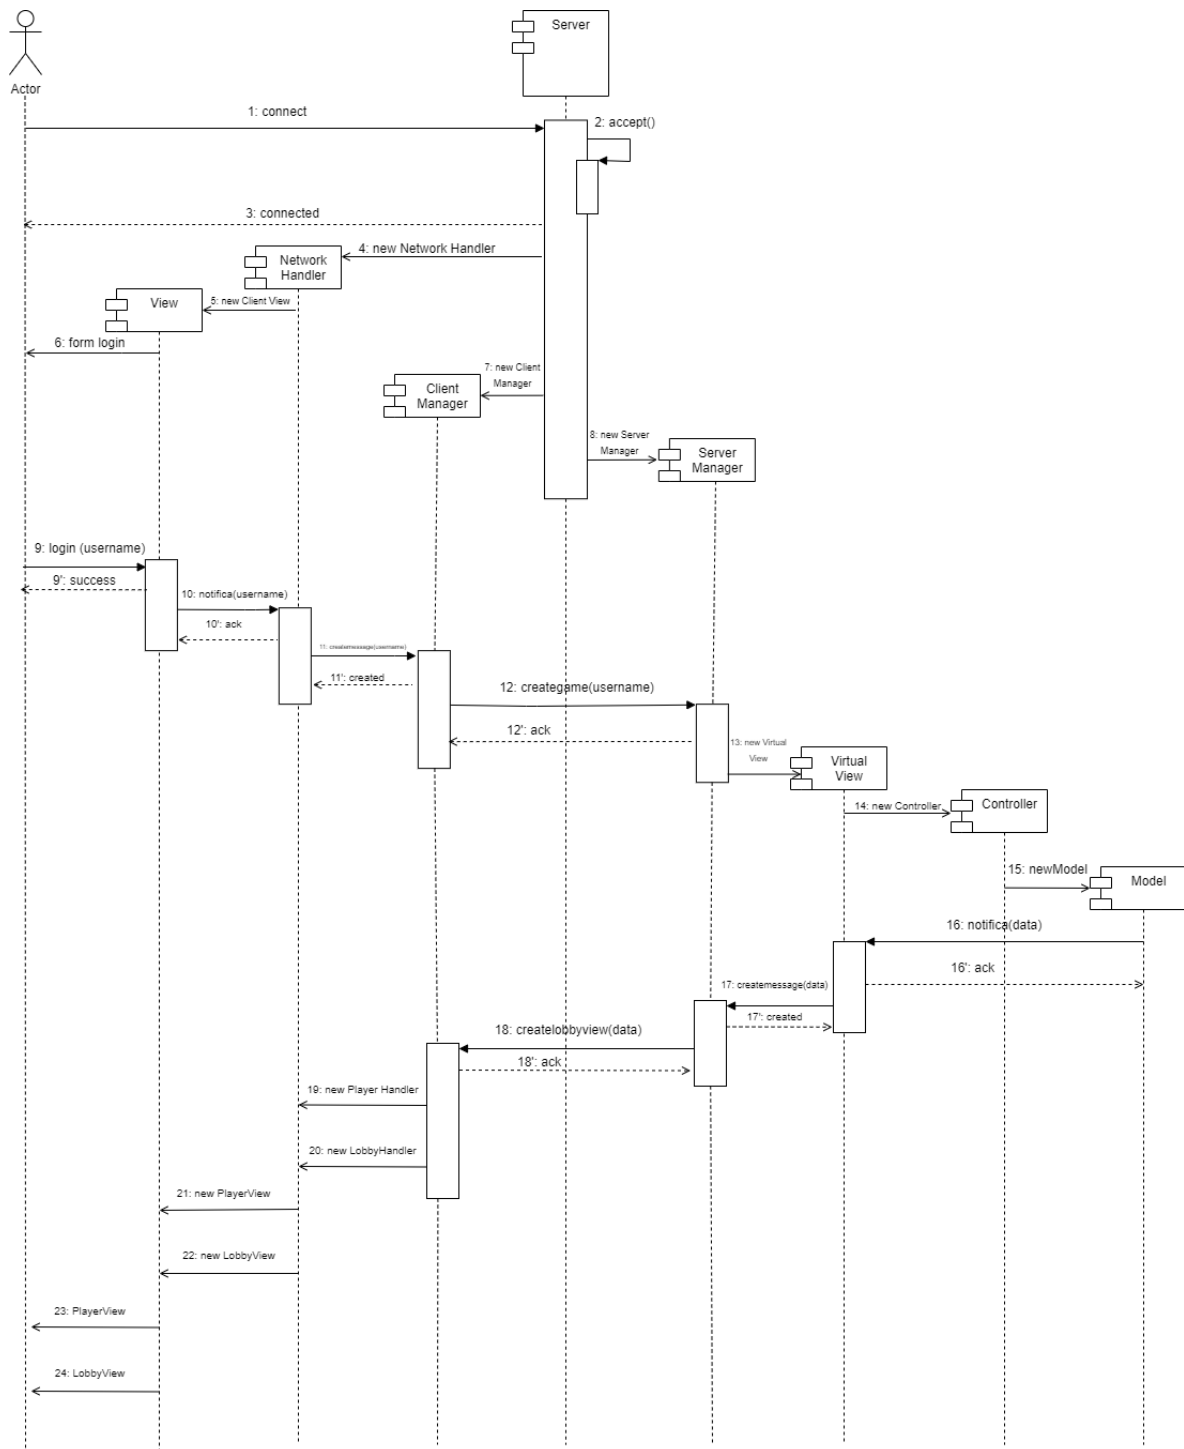 Server
Actor
1: connect
2: accept()
3: connected
4: new Network Handler
Network
Handler
View
5: new Client View
6: form login
7: new Client
Manager
Client
Manager
8: new Server
Manager
Server
Manager
9: login (username)
9': success
10: notifica(username)
10': ack
11: createmessage(username)
11': created
12: creategame(username)
12': ack
13: new Virtual
View
Virtual
View
14: new Controller
Controller
15: newModel
Model
16: notifica(data)
16': ack
17: createmessage(data)
17': created
18: createlobbyview(data)
18': ack
19: new Player Handler
20: new LobbyHandler
21: new PlayerView
22: new LobbyView
23: PlayerView
24: LobbyView